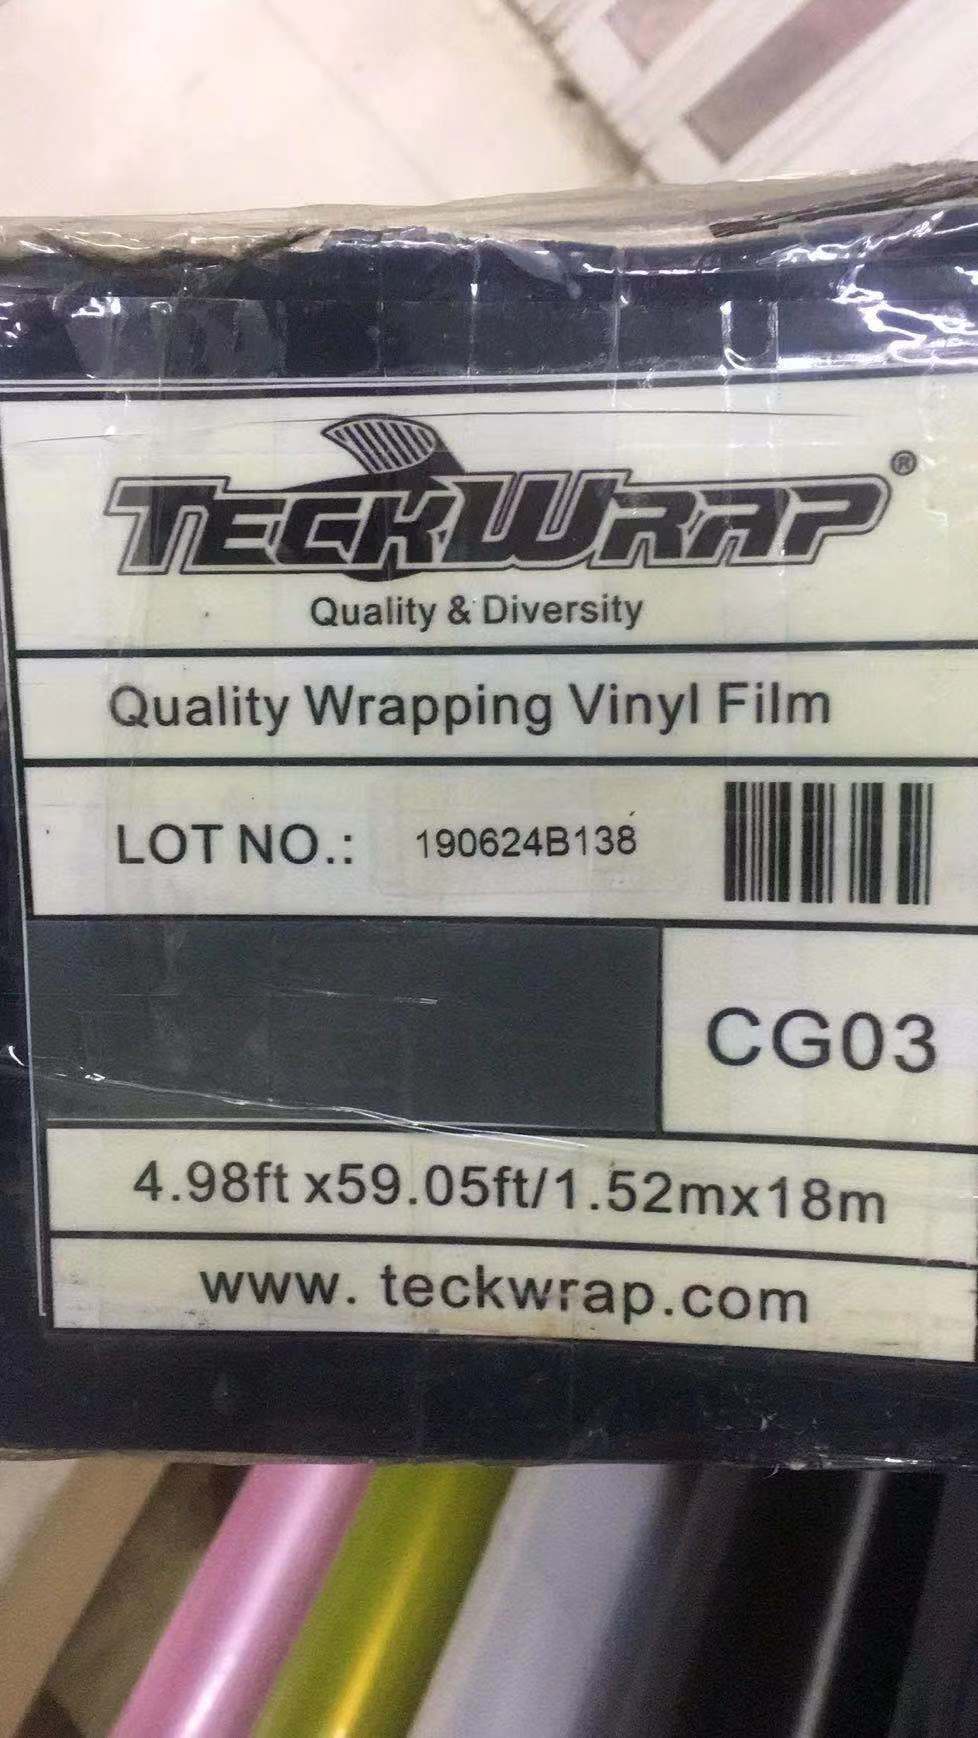 TECKWRAP®
Quality & Diversity
Quality Wrapping Vinyl Film
LOT NO.: 190624B138
CG03
4.98ft x59.05ft/1.52mx18m
www. teckwrap.com